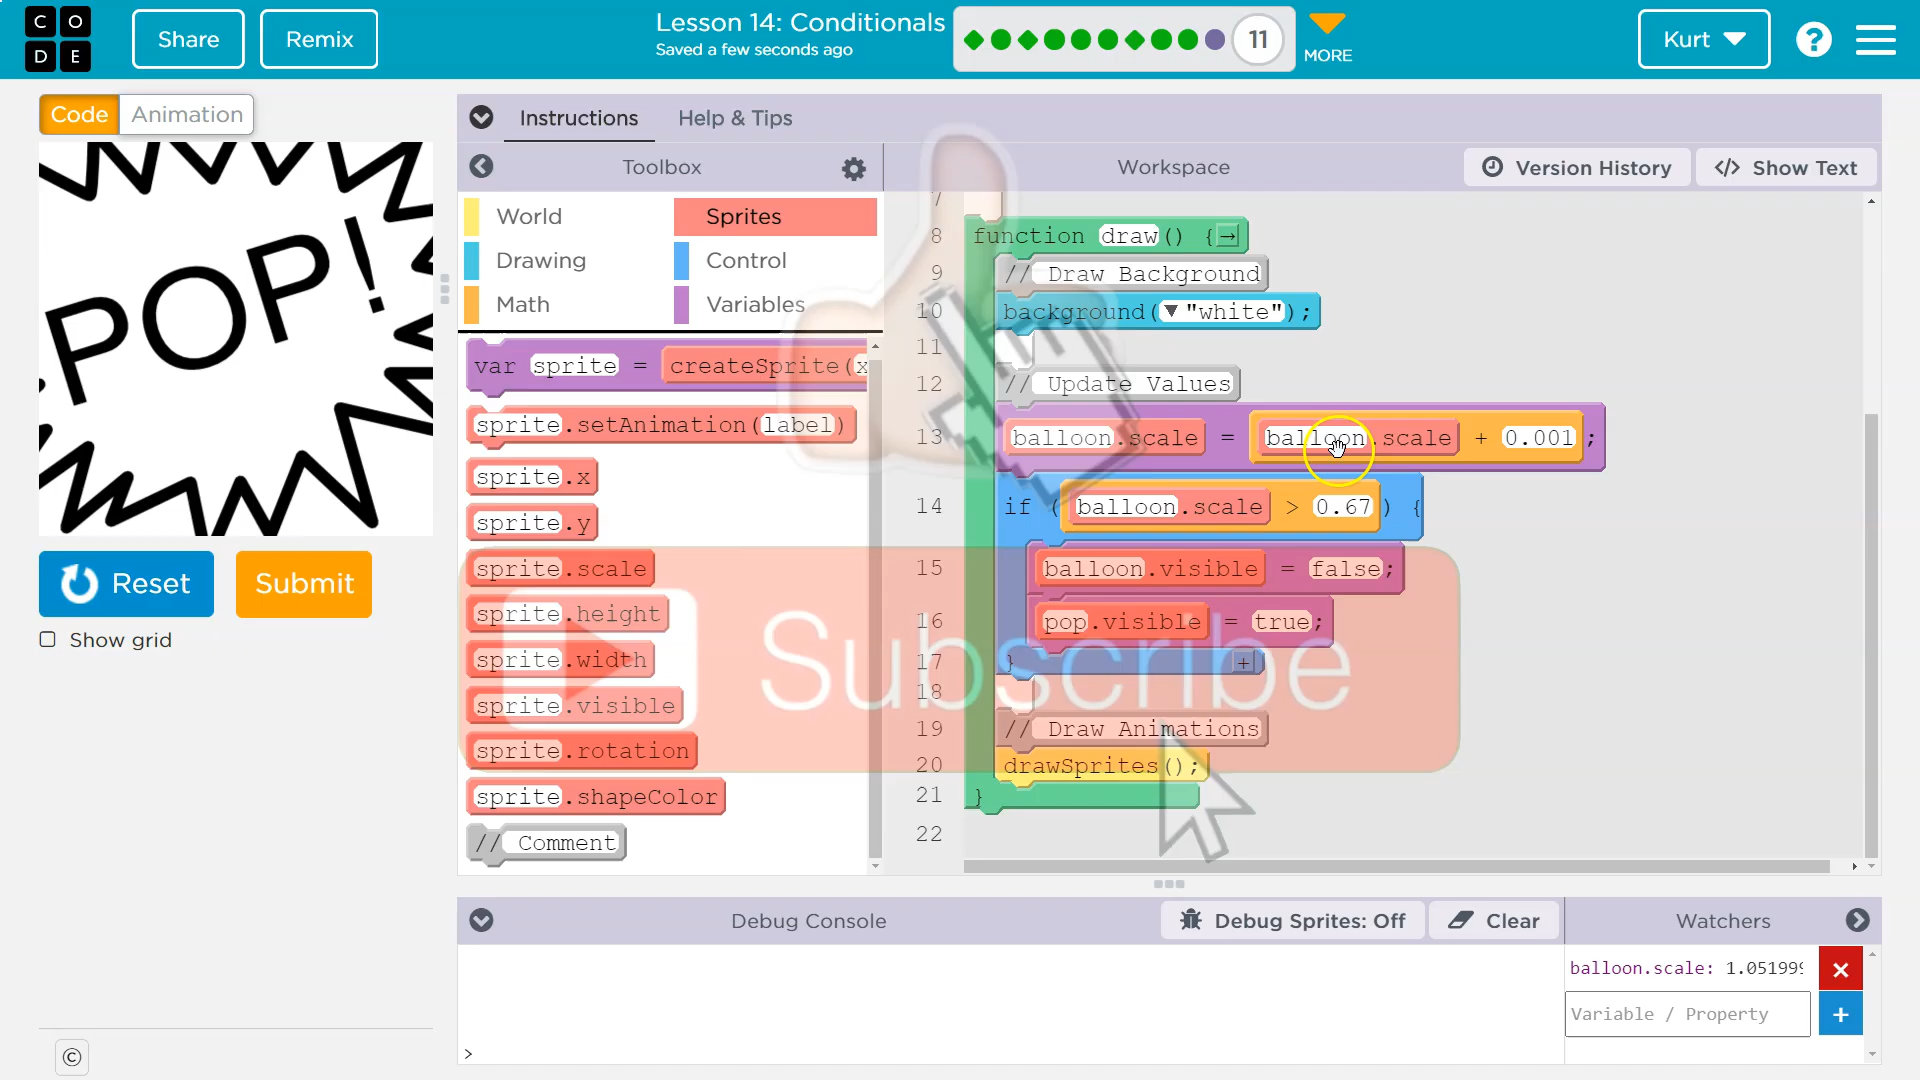 C O
D E
Share
Remix
Lesson 14: Conditionals
Saved a few seconds ago
11
MORE
Kurt
?
Code
Animation
POP!
Reset
Submit
Show grid
©
Instructions
Help & Tips
Toolbox
Workspace
Version History
</> Show Text
World
Sprites
Drawing
Control
Math
Variables
var sprite = createSprite(x
sprite.setAnimation(label)
sprite.x
sprite.y
sprite.scale
sprite.height
sprite.width
sprite.visible
sprite.rotation
sprite.shapeColor
// Comment
7
8 function draw() {→
9 // Draw Background
10 background(▼"white");
11
12 // Update Values
13 balloon.scale = balloon.scale + 0.001;
14 if (balloon.scale > 0.67) {
15 balloon.visible = false;
16 pop.visible = true;
17 } +
18
19 // Draw Animations
20 drawSprites();
21 }
22
Subscribe
Debug Console
Debug Sprites: Off
Clear
Watchers
balloon.scale: 1.051999
Variable / Property
>